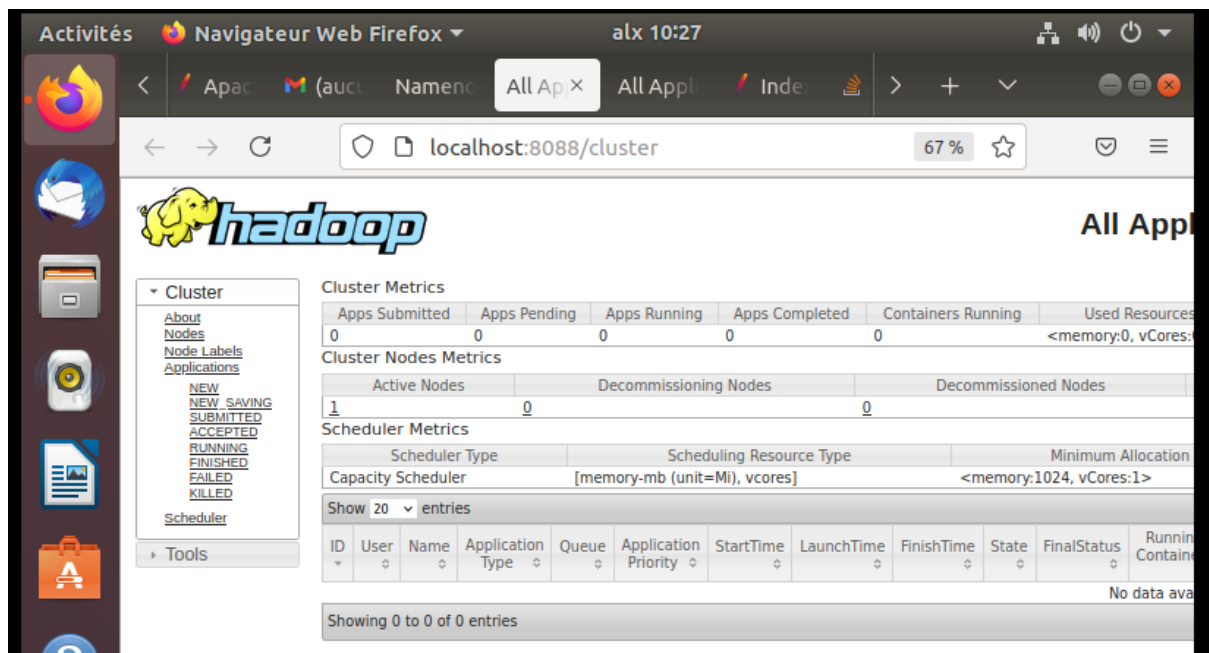 Activités Navigateur Web Firefox alx 10:27
Apac (aucu Nameno All Ap All Appli Index
localhost:8088/cluster 67 %
hadoop
All Appl
Cluster
About
Nodes
Node Labels
Applications
NEW
NEW_SAVING
SUBMITTED
ACCEPTED
RUNNING
FINISHED
FAILED
KILLED
Scheduler
Tools
Cluster Metrics
Apps Submitted Apps Pending Apps Running Apps Completed Containers Running Used Resources
0 0 0 0 0 <memory:0, vCores:0
Cluster Nodes Metrics
Active Nodes Decommissioning Nodes Decommissioned Nodes
1 0 0
Scheduler Metrics
Scheduler Type Scheduling Resource Type Minimum Allocation
Capacity Scheduler [memory-mb (unit=Mi), vcores] <memory:1024, vCores:1>
Show 20 entries
ID User Name Application Type Queue Application Priority StartTime LaunchTime FinishTime State FinalStatus Runnin Containe
No data ava
Showing 0 to 0 of 0 entries